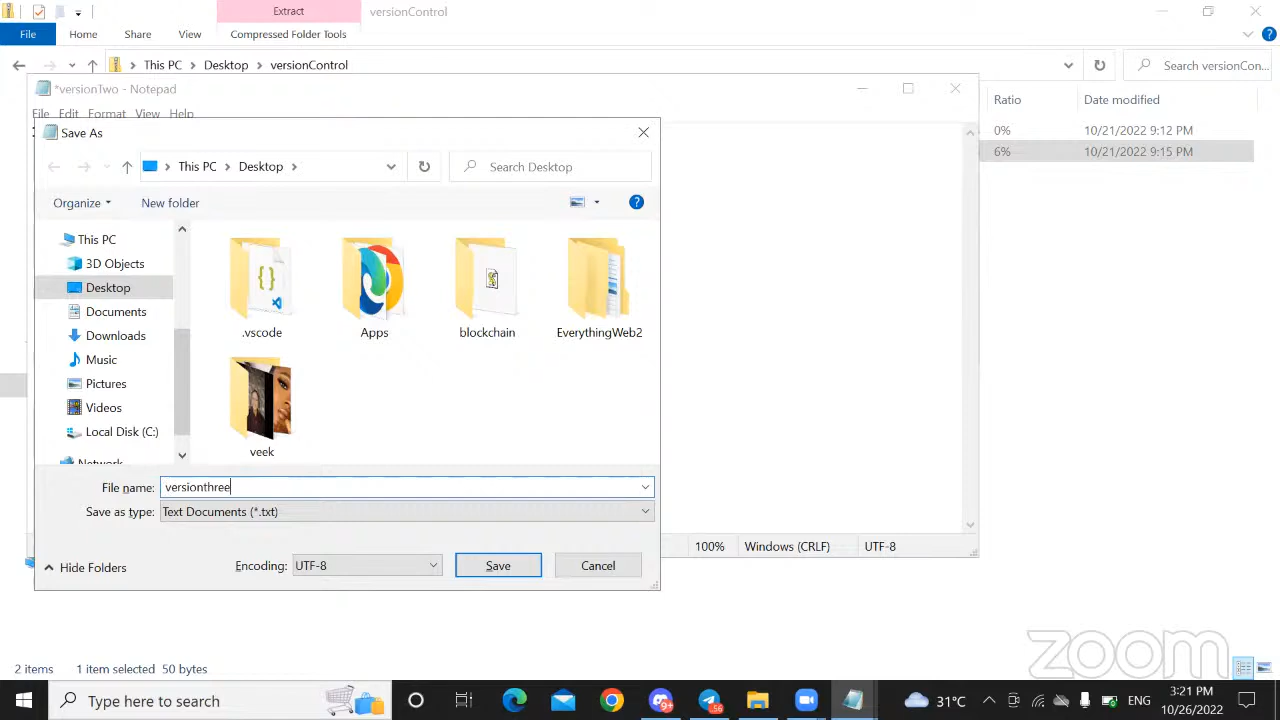 Extract
versionControl
File
Home
Share
View
Compressed Folder Tools
This PC
Desktop
versionControl
Search versionCon...
*versionTwo - Notepad
File
Edit
Format
View
Help
Ratio
Date modified
0%
10/21/2022 9:12 PM
6%
10/21/2022 9:15 PM
Save As
This PC
Desktop
Search Desktop
Organize
New folder
This PC
3D Objects
Desktop
Documents
Downloads
Music
Pictures
Videos
Local Disk (C:)
Network
.vscode
Apps
blockchain
EverythingWeb2
veek
File name:
versionthree
Save as type:
Text Documents (*.txt)
Hide Folders
Encoding:
UTF-8
Save
Cancel
100%
Windows (CRLF)
UTF-8
2 items
1 item selected
50 bytes
zoom
Type here to search
9+
56
31°C
ENG
3:21 PM
10/26/2022